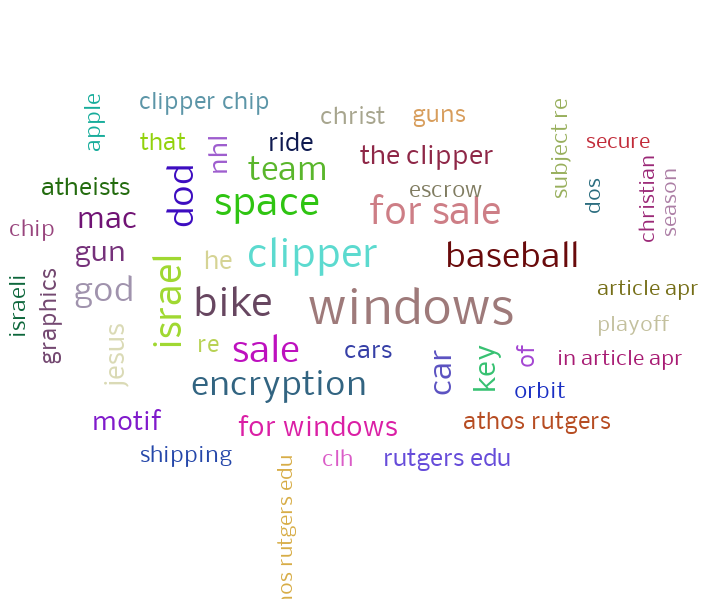 apple
clipper chip
christ
guns
subject re
that
nhl
ride
the clipper
secure
atheists
dod
team
escrow
dos
christian
season
chip
mac
space
for sale
gun
he
clipper
baseball
israeli
graphics
god
israel
bike
windows
article apr
playoff
jesus
re
sale
cars
car
key
of
in article apr
encryption
orbit
motif
for windows
athos rutgers
shipping
clh
rutgers edu
hos rutgers edu